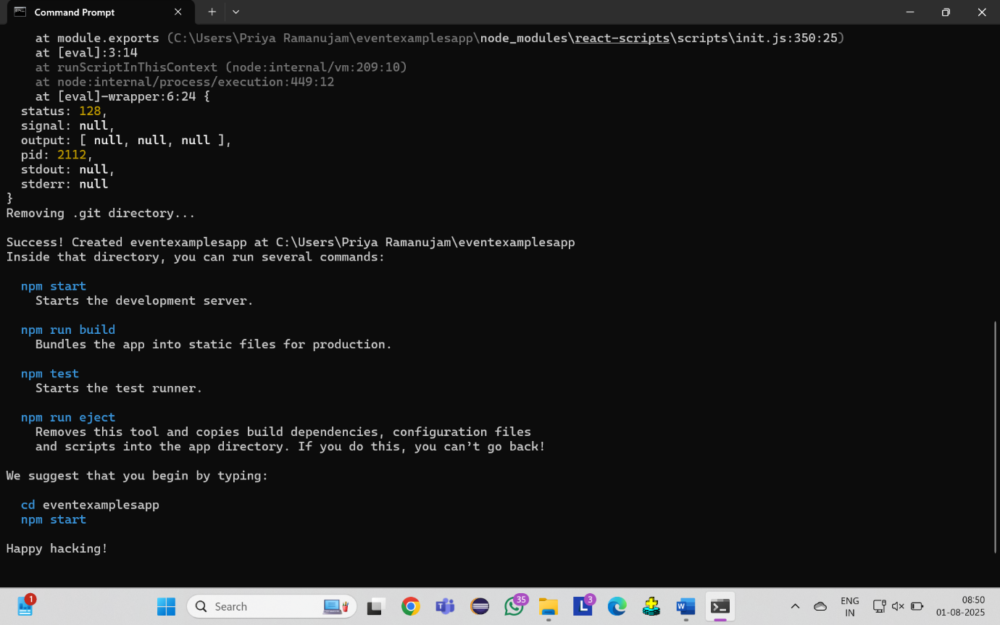 Command Prompt
at module.exports (C:\Users\Priya Ramanujam\eventexamplesapp\node_modules\react-scripts\scripts\init.js:350:25)
at [eval]:3:14
at runScriptInThisContext (node:internal/vm:209:10)
at node:internal/process/execution:449:12
at [eval]-wrapper:6:24 {
status: 128,
signal: null,
output: [ null, null, null ],
pid: 2112,
stdout: null,
stderr: null
}
Removing .git directory...
Success! Created eventexamplesapp at C:\Users\Priya Ramanujam\eventexamplesapp
Inside that directory, you can run several commands:
npm start
Starts the development server.
npm run build
Bundles the app into static files for production.
npm test
Starts the test runner.
npm run eject
Removes this tool and copies build dependencies, configuration files
and scripts into the app directory. If you do this, you can't go back!
We suggest that you begin by typing:
cd eventexamplesapp
npm start
Happy hacking!
1
Search
35
L
3
W
ENG
IN
08:50
01-08-2025